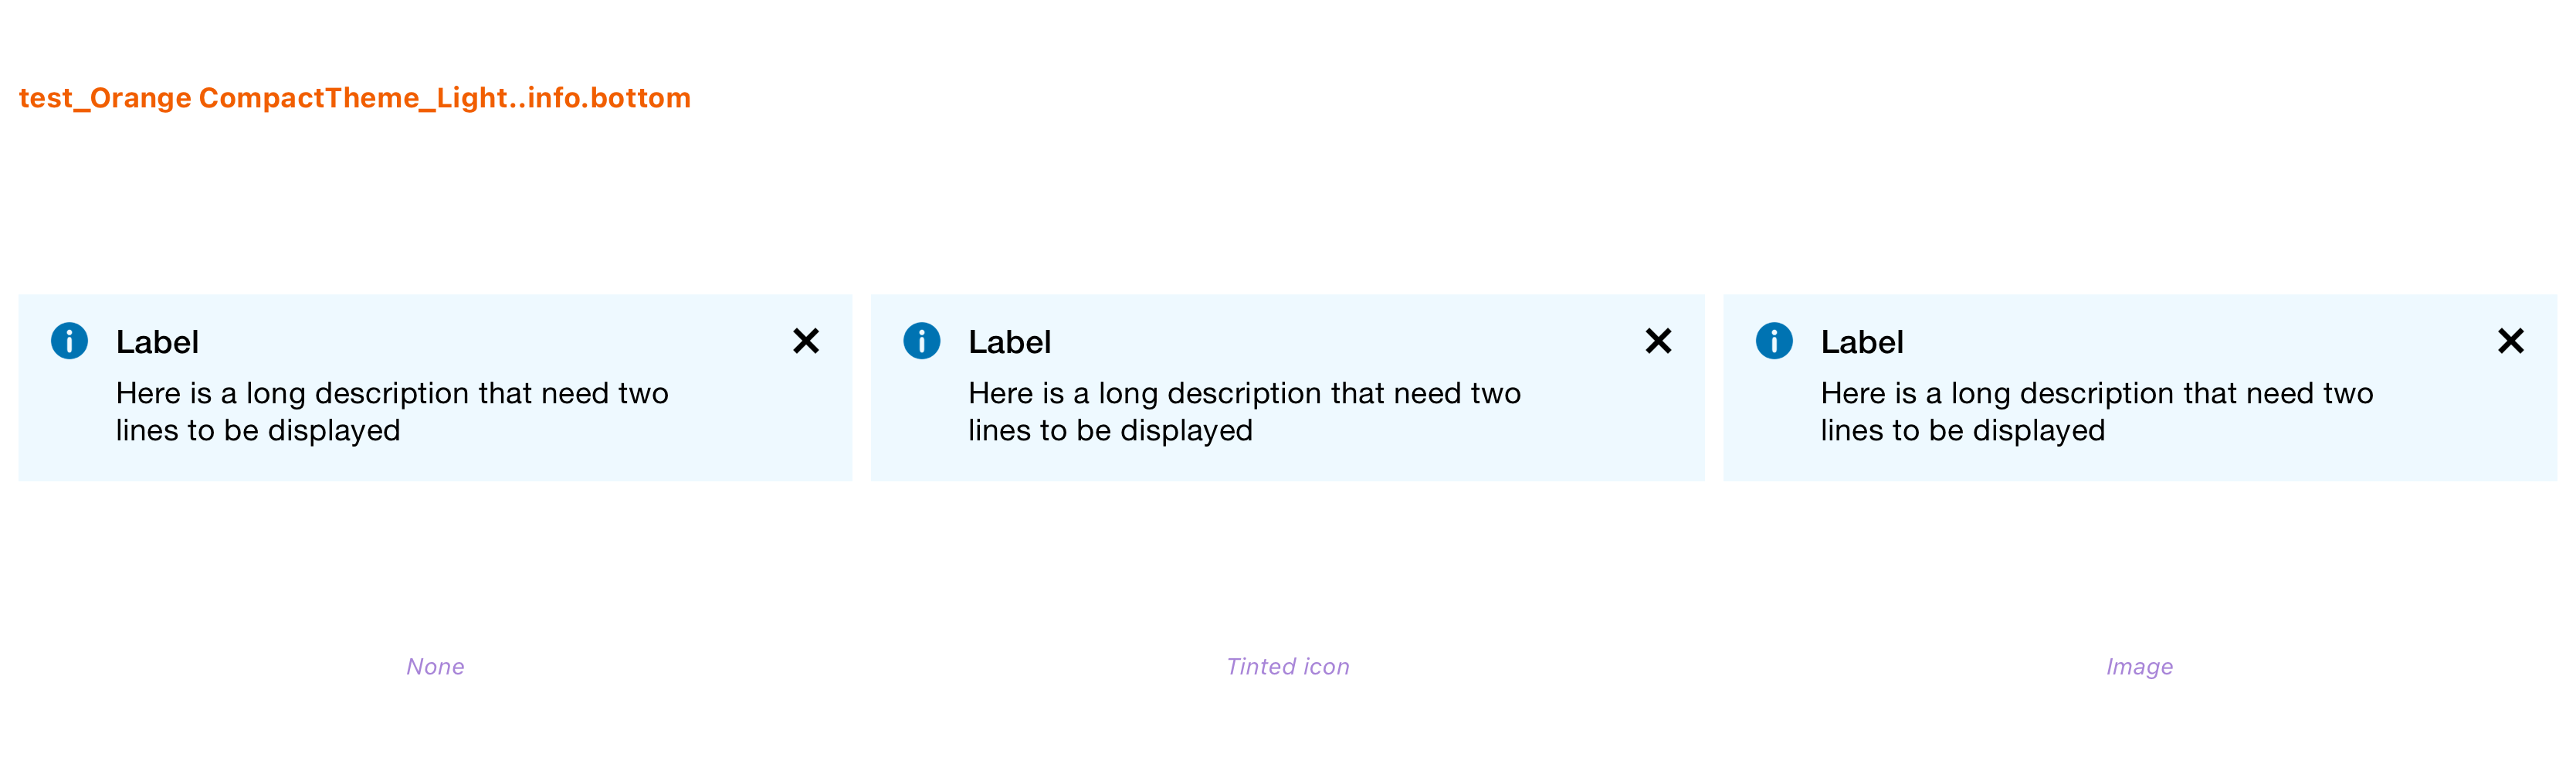 test_Orange CompactTheme_Light..info.bottom
Label
Here is a long description that need two
lines to be displayed
Label
Here is a long description that need two
lines to be displayed
Label
Here is a long description that need two
lines to be displayed
None
Tinted icon
Image